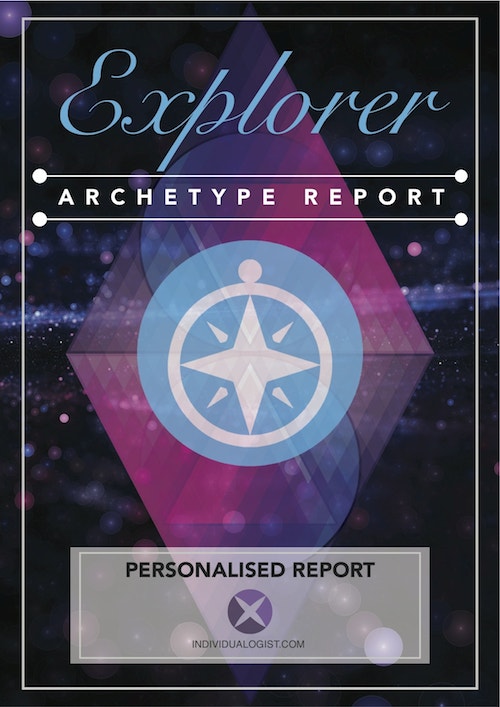 Explorer
ARCHETYPE REPORT
PERSONALISED REPORT
INDIVIDUALOGIST.COM